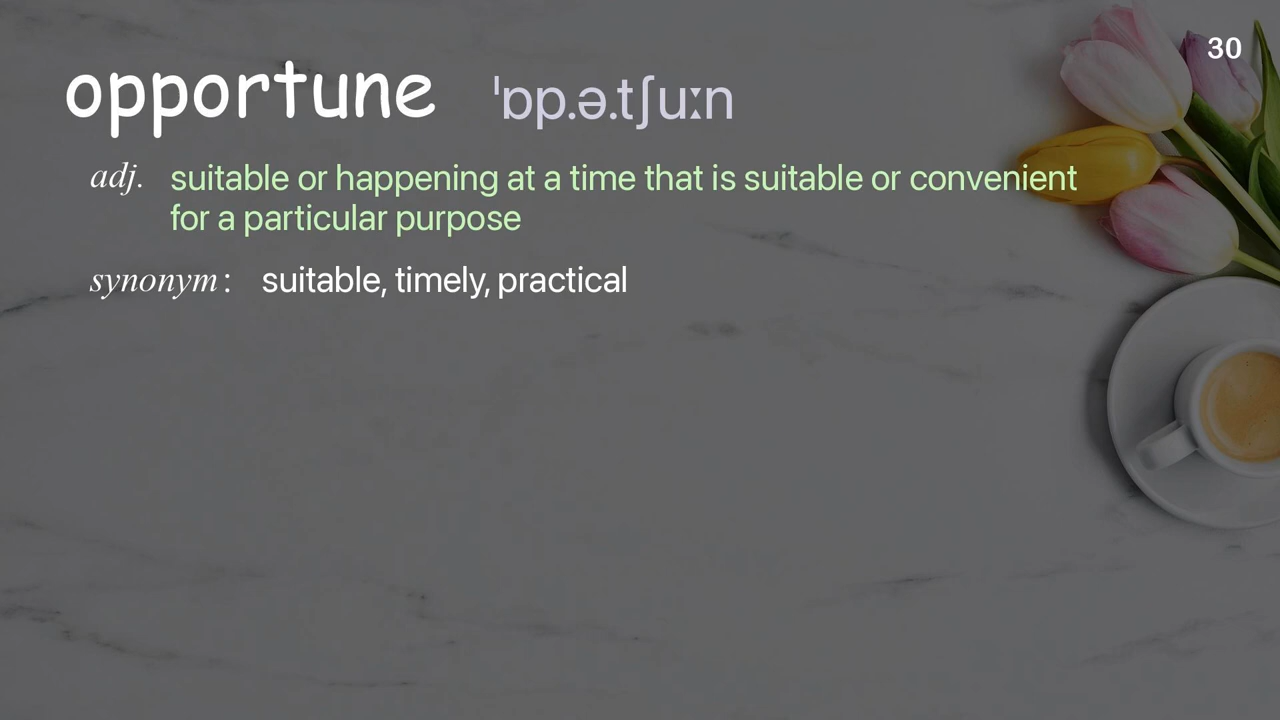 30
opportune ˈɒp.ə.tʃuːn
adj. suitable or happening at a time that is suitable or convenient
for a particular purpose
synonym: suitable, timely, practical